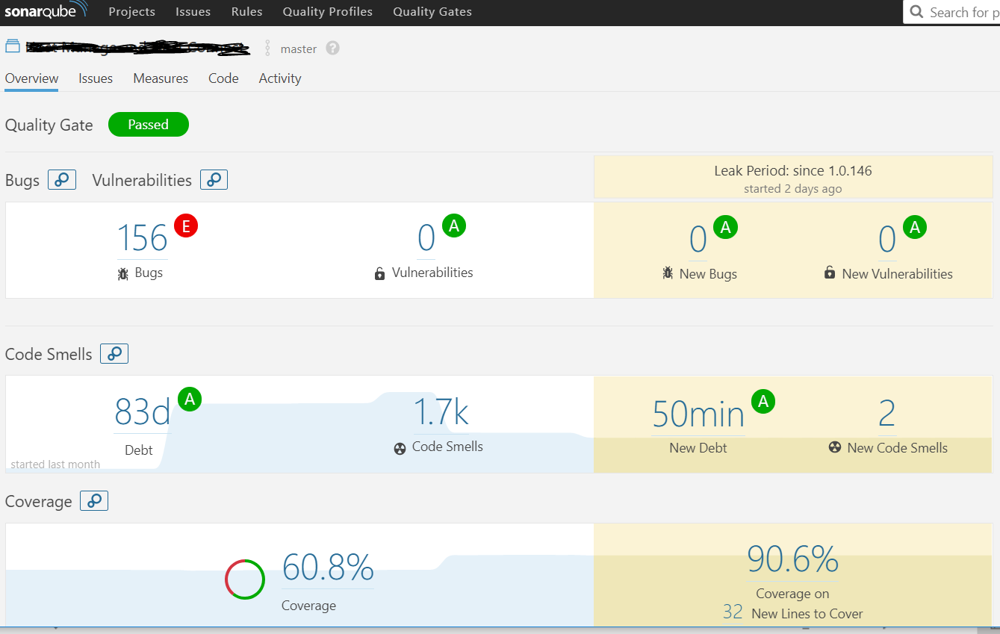 sonarqube Projects Issues Rules Quality Profiles Quality Gates Search for p
master ?
Overview Issues Measures Code Activity
Quality Gate Passed
Bugs Vulnerabilities
Leak Period: since 1.0.146
started 2 days ago
156 E 0 A 0 A 0 A
Bugs Vulnerabilities New Bugs New Vulnerabilities
Code Smells
83d A 1.7k 50min A 2
Debt Code Smells New Debt New Code Smells
started last month
Coverage
60.8% 90.6%
Coverage Coverage on
32 New Lines to Cover